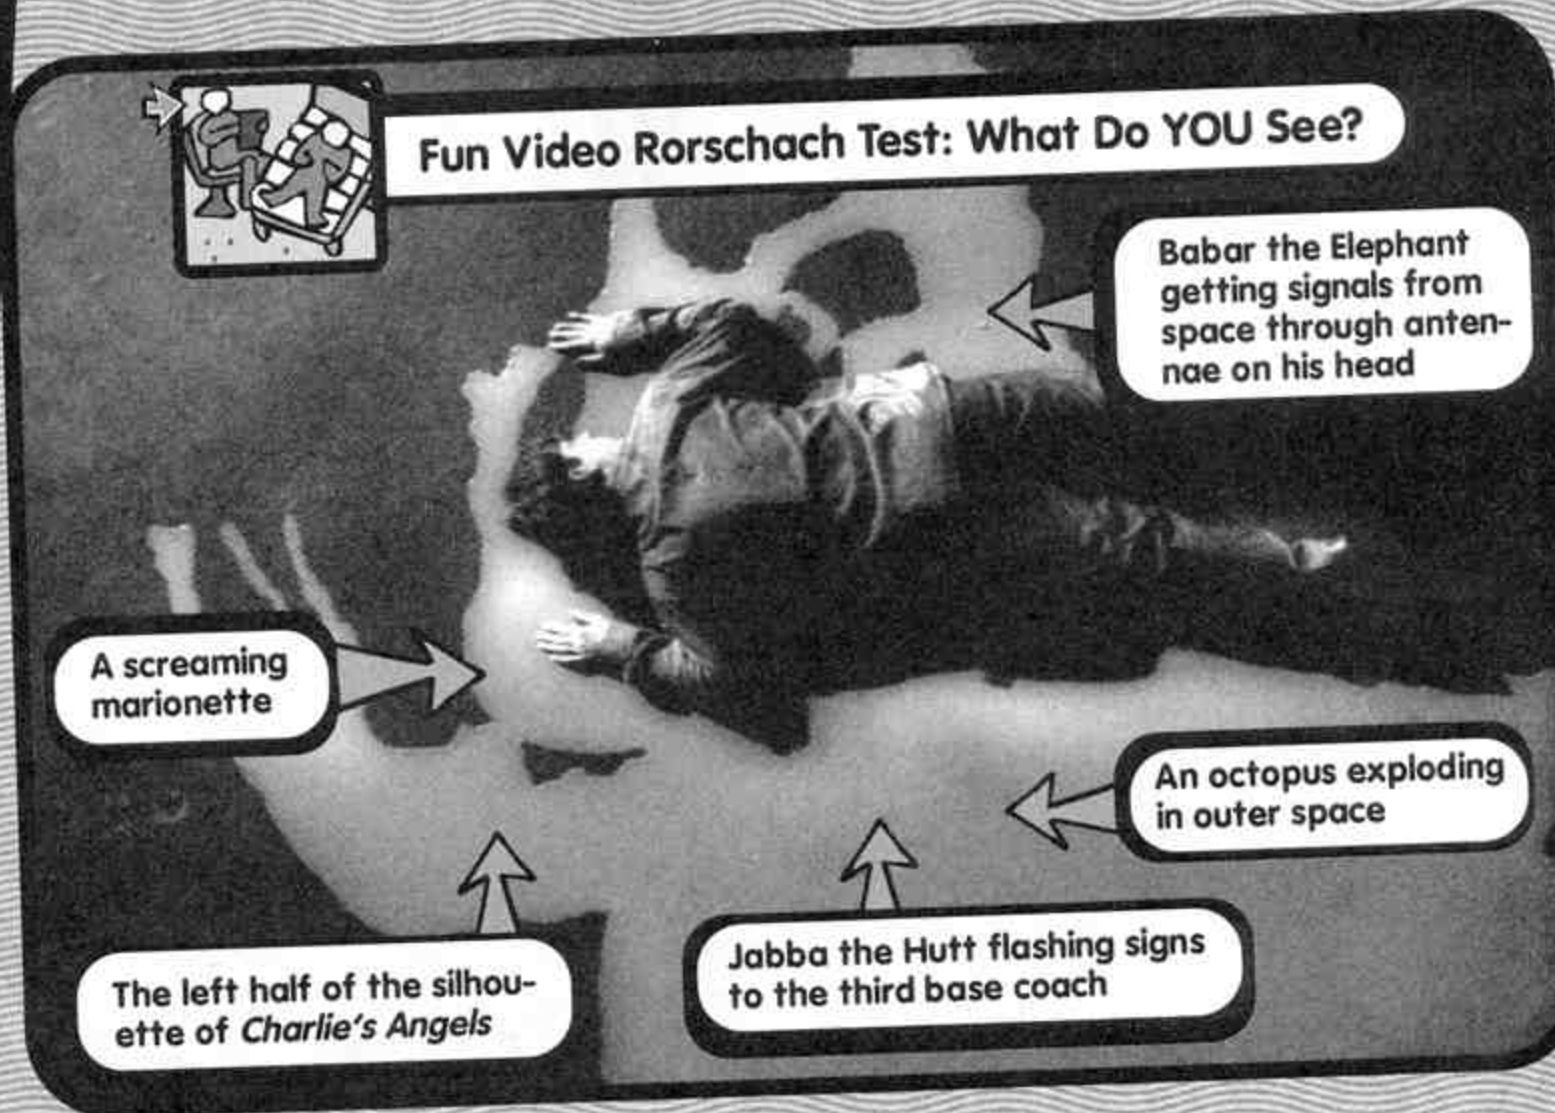 Fun Video Rorschach Test: What Do YOU See?
Babar the Elephant
getting signals from
space through anten-
nae on his head
A screaming
marionette
An octopus exploding
in outer space
The left half of the silhou-
ette of Charlie's Angels
Jabba the Hutt flashing signs
to the third base coach